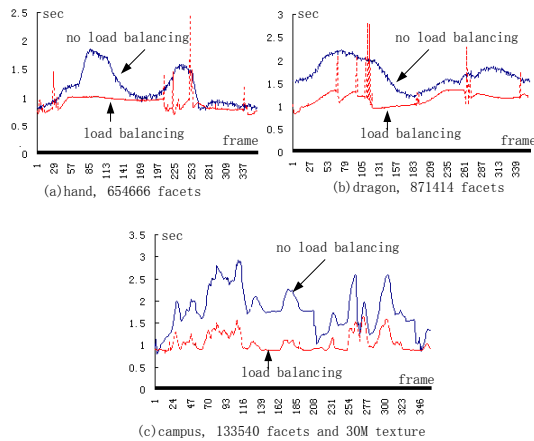 sec
2.5
2
1.5
1
0.5
0
no load balancing
load balancing
frame
1 29 57 85 113 141 169 197 225 253 281 309 337
(a)hand, 654666 facets
sec
3
2.5
2
1.5
1
0.5
0
no load balancing
load balancing
frame
1 27 53 79 105 131 157 183 209 235 261 287 313 339
(b)dragon, 871414 facets
sec
3.5
3
2.5
2
1.5
1
0.5
0
no load balancing
load balancing
frame
1 24 47 70 93 116 139 162 185 208 231 254 277 300 323 346
(c)campus, 133540 facets and 30M texture